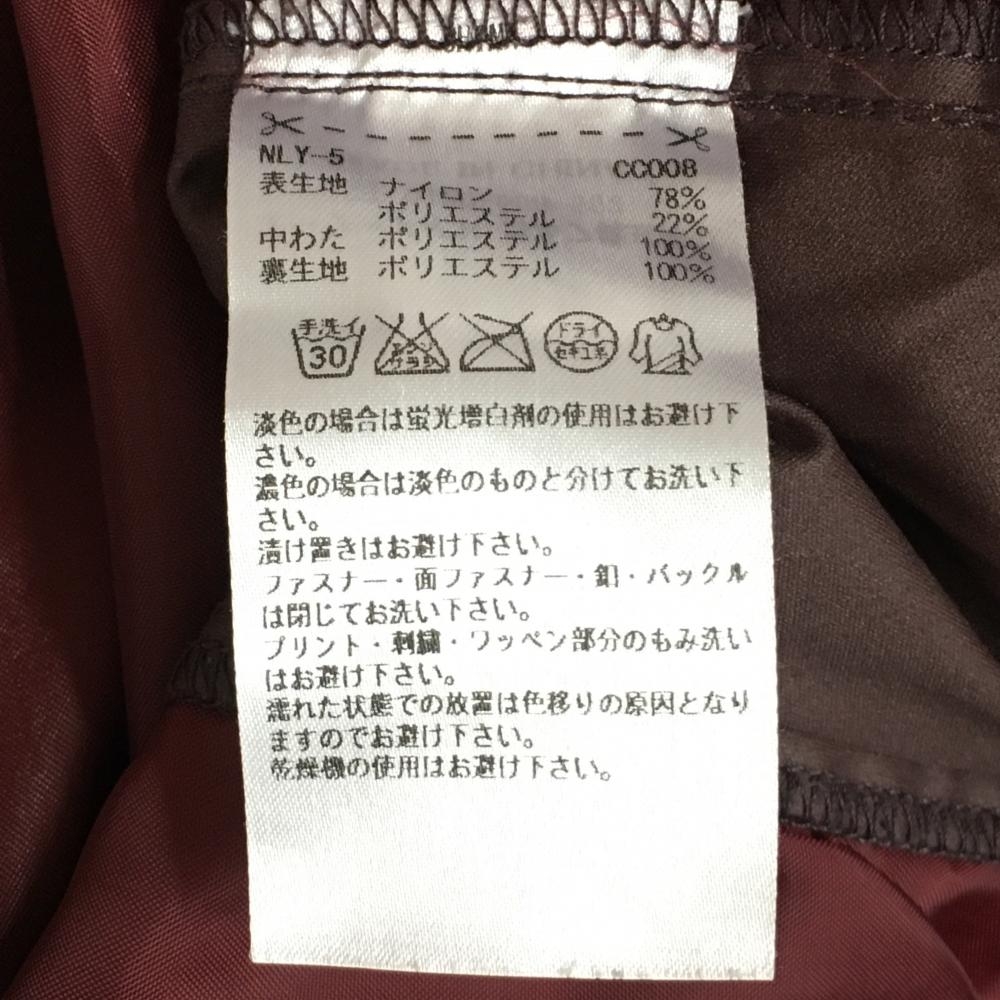 NLY-5 CC008
表生地 ナイロン 78%
ポリエステル 22%
中わた ポリエステル 100%
裏生地 ポリエステル 100%
手洗イ 30 エンソ サラシ ドライ セキユ系
淡色の場合は蛍光増白剤の使用はお避け下
さい。
濃色の場合は淡色のものと分けてお洗い下
さい。
漬け置きはお避け下さい。
ファスナー・面ファスナー・釦・バックル
は閉じてお洗い下さい。
プリント・刺繍・ワッペン部分のもみ洗い
はお避け下さい。
濡れた状態での放置は色移りの原因となり
ますのでお避け下さい。
乾燥機の使用はお避け下さい。